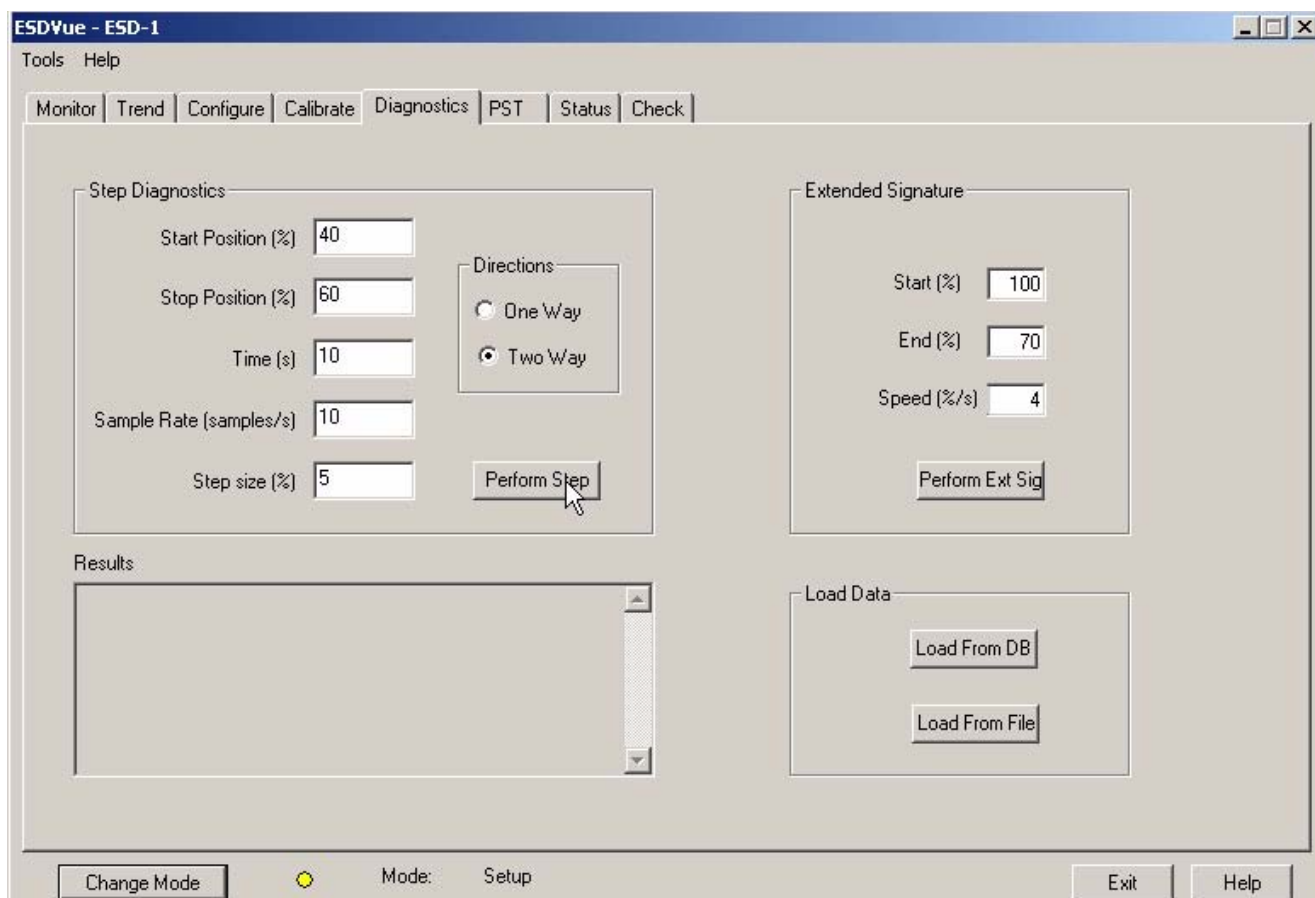 ESDVue - ESD-1
Tools Help
Monitor Trend Configure Calibrate Diagnostics PST Status Check
Step Diagnostics
Start Position (%) 40
Stop Position (%) 60
Time (s) 10
Sample Rate (samples/s) 10
Step size (%) 5
Directions
One Way
Two Way
Perform Step
Extended Signature
Start (%) 100
End (%) 70
Speed (%/s) 4
Perform Ext Sig
Results
Load Data
Load From DB
Load From File
Change Mode Mode: Setup Exit Help